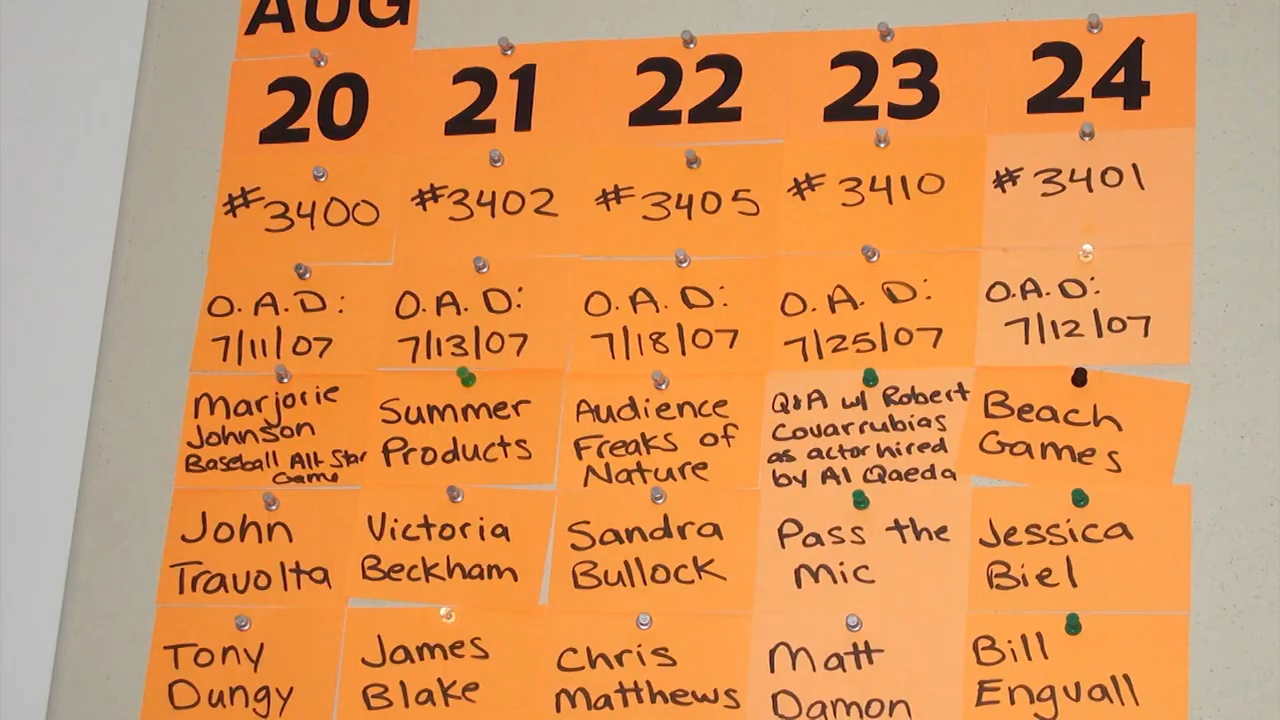 AUG
20 21 22 23 24
#3400 #3402 #3405 #3410 #3401
O.A.D: O.A.D: O.A.D: O.A.D: O.A.D:
7/11/07 7/13/07 7/18/07 7/25/07 7/12/07
Marjorie
Johnson
Baseball All-Star
Game
Summer
Products
Audience
Freaks of
Nature
Q&A w/ Robert
Covarrubias
as actor hired
by Al Qaeda
Beach
Games
John
Travolta
Victoria
Beckham
Sandra
Bullock
Pass the
Mic
Jessica
Biel
Tony
Dungy
James
Blake
Chris
Matthews
Matt
Damon
Bill
Engvall